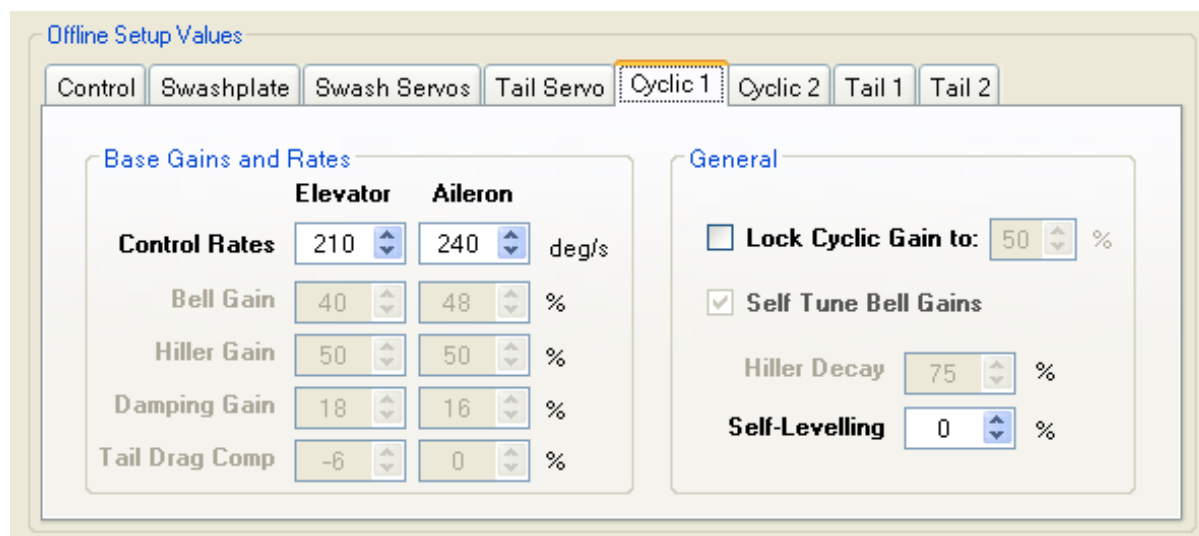 Offline Setup Values
Control Swashplate Swash Servos Tail Servo Cyclic 1 Cyclic 2 Tail 1 Tail 2
Base Gains and Rates
Elevator Aileron
Control Rates 210 240 deg/s
Bell Gain 40 48 %
Hiller Gain 50 50 %
Damping Gain 18 16 %
Tail Drag Comp -6 0 %
General
Lock Cyclic Gain to: 50 %
Self Tune Bell Gains
Hiller Decay 75 %
Self-Levelling 0 %